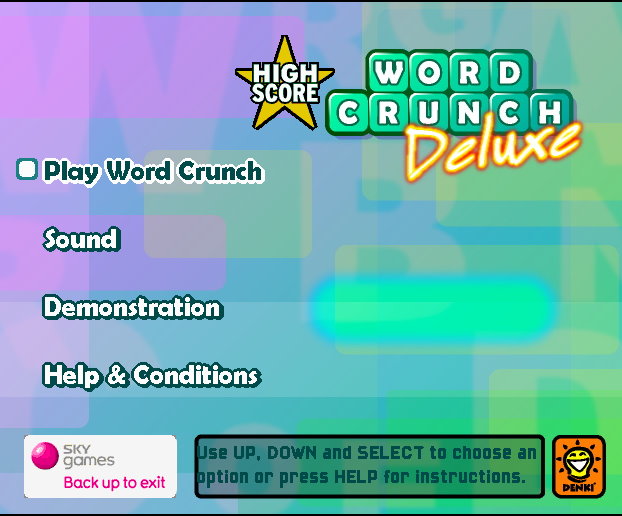 HIGH
SCORE
WORD
CRUNCH
Deluxe
Play Word Crunch
Sound
Demonstration
Help & Conditions
sky
games
Back up to exit
Use UP, DOWN and SELECT to choose an
option or press HELP for instructions.
DENKI